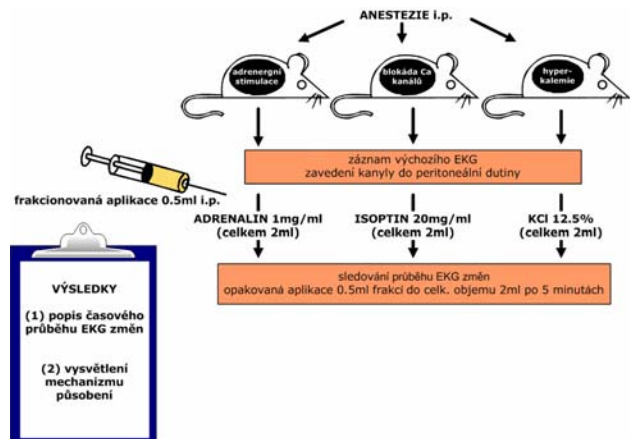 ANESTEZIE i.p.
adrenergní
stimulace
blokáda Ca
kanálů
hyper-
kalemie
záznam výchozího EKG
zavedení kanyly do peritoneální dutiny
frakcionovaná aplikace 0.5ml i.p.
ADRENALIN 1mg/ml
(celkem 2ml)
ISOPTIN 20mg/ml
(celkem 2ml)
KCl 12.5%
(celkem 2ml)
sledování průběhu EKG změn
opakovaná aplikace 0.5ml frakcí do celk. objemu 2ml po 5 minutách
VÝSLEDKY
(1) popis časového
průběhu EKG změn
(2) vysvětlení
mechanizmu
působení